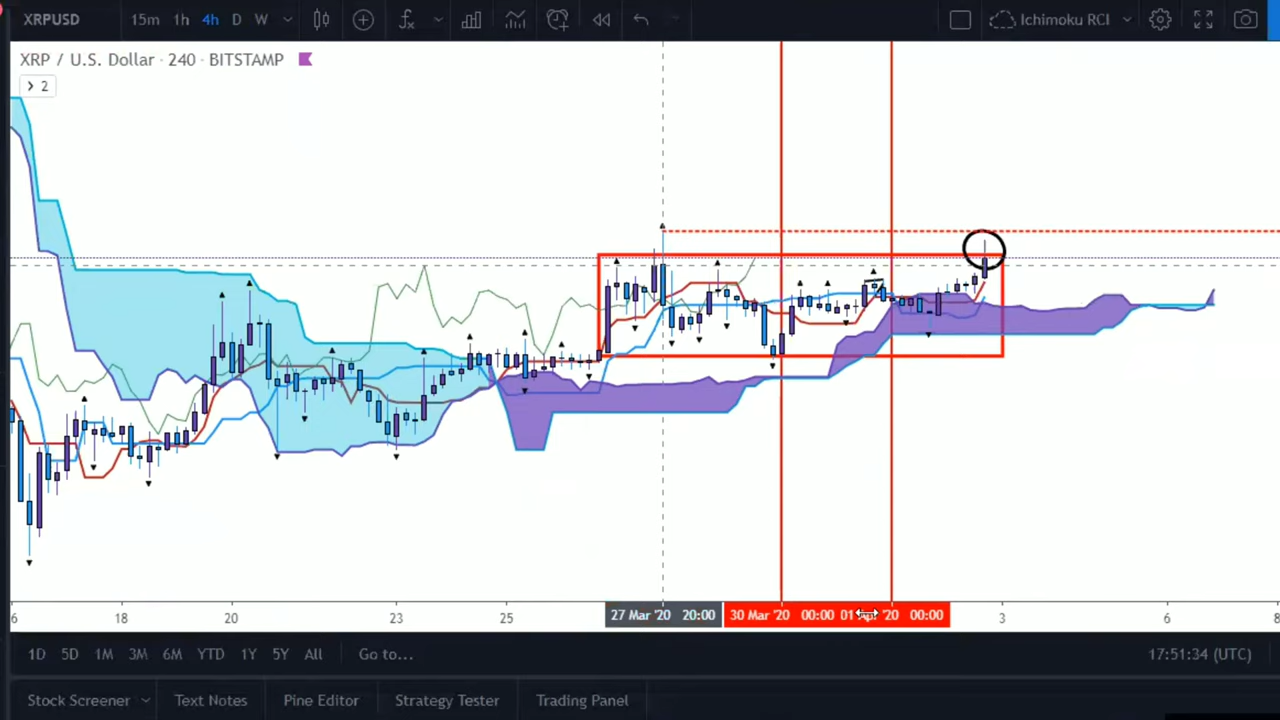 XRPUSD 15m 1h 4h D W Ichimoku RCI
XRP / U.S. Dollar · 240 · BITSTAMP
2
6 18 20 23 25 27 Mar '20 20:00 30 Mar '20 00:00 01 Apr '20 00:00 3 6 8
1D 5D 1M 3M 6M YTD 1Y 5Y All Go to... 17:51:34 (UTC)
Stock Screener Text Notes Pine Editor Strategy Tester Trading Panel